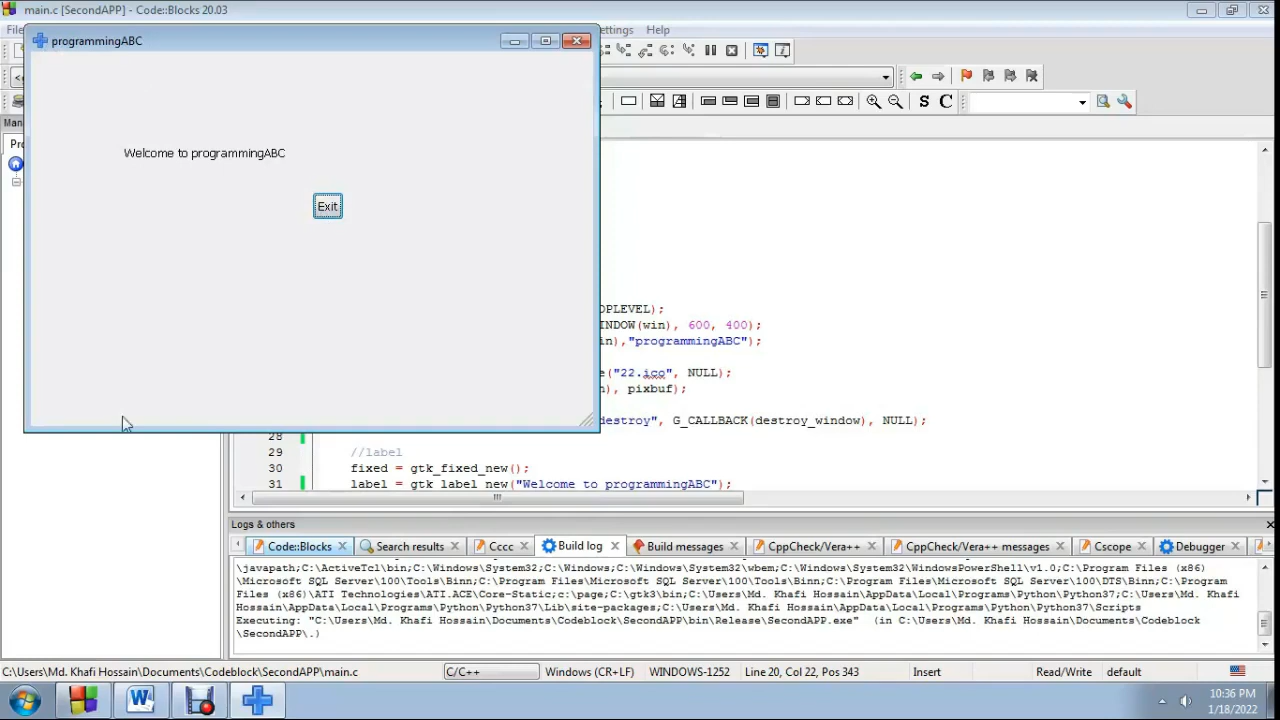 main.c [SecondAPP] - Code::Blocks 20.03
File
ettings Help
programmingABC
Welcome to programmingABC
Exit
S C
Man
Pro
OPLEVEL);
INDOW(win), 600, 400);
in),"programmingABC");
e("22.ico", NULL);
n), pixbuf);
destroy", G_CALLBACK(destroy_window), NULL);
28
29 //label
30 fixed = gtk_fixed_new();
31 label = gtk_label_new("Welcome to programmingABC");
Logs & others
Code::Blocks Search results Cccc Build log Build messages CppCheck/Vera++ CppCheck/Vera++ messages Cscope Debugger
\javapath;C:\ActiveTcl\bin;C:\Windows\System32;C:\Windows;C:\Windows\System32\wbem;C:\Windows\System32\WindowsPowerShell\v1.0;C:\Program Files (x86)
\Microsoft SQL Server\100\Tools\Binn;C:\Program Files\Microsoft SQL Server\100\Tools\Binn;C:\Program Files\Microsoft SQL Server\100\DTS\Binn;C:\Program
Files (x86)\ATI Technologies\ATI.ACE\Core-Static;c:\page;C:\gtk3\bin;C:\Users\Md. Khafi Hossain\AppData\Local\Programs\Python\Python37;C:\Users\Md. Khafi
Hossain\AppData\Local\Programs\Python\Python37\Lib\site-packages;C:\Users\Md. Khafi Hossain\AppData\Local\Programs\Python\Python37\Scripts
Executing: "C:\Users\Md. Khafi Hossain\Documents\Codeblock\SecondAPP\bin\Release\SecondAPP.exe" (in C:\Users\Md. Khafi Hossain\Documents\Codeblock
\SecondAPP\.)
C:\Users\Md. Khafi Hossain\Documents\Codeblock\SecondAPP\main.c C/C++ Windows (CR+LF) WINDOWS-1252 Line 20, Col 22, Pos 343 Insert Read/Write default
10:36 PM
1/18/2022